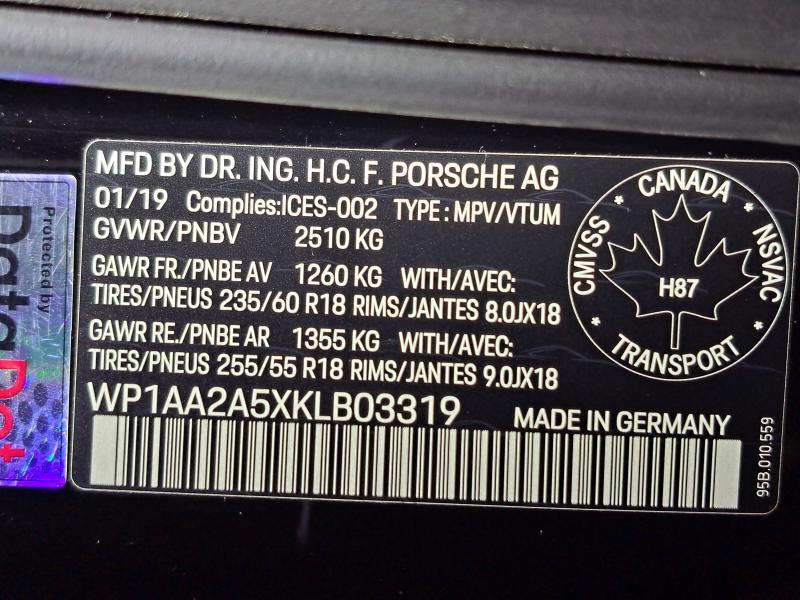 MFD BY DR. ING. H.C. F. PORSCHE AG
01/19 Complies:ICES-002 TYPE : MPV/VTUM
GVWR/PNBV 2510 KG
GAWR FR./PNBE AV 1260 KG WITH/AVEC:
TIRES/PNEUS 235/60 R18 RIMS/JANTES 8.0JX18
GAWR RE./PNBE AR 1355 KG WITH/AVEC:
TIRES/PNEUS 255/55 R18 RIMS/JANTES 9.0JX18
WP1AA2A5XKLB03319 MADE IN GERMANY
CANADA
CMVSS * NSVAC
H87
* TRANSPORT *
95B.010.559
Protected by
DataDot